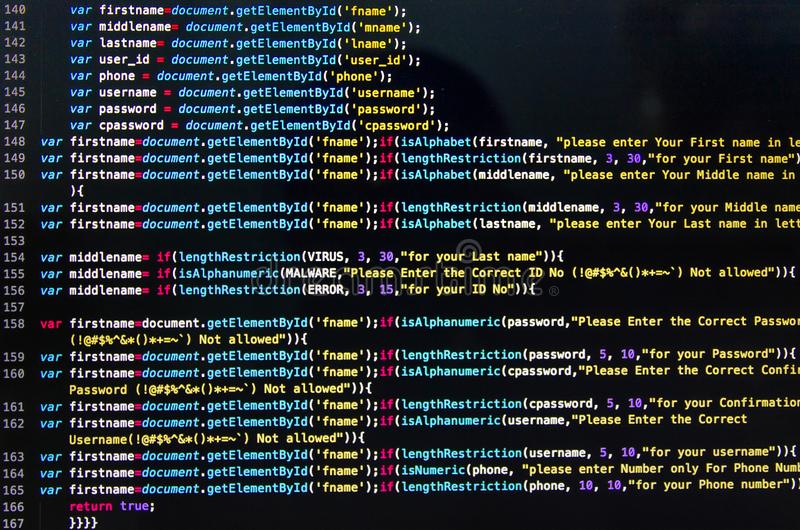 140 var firstname=document.getElementById('fname');
141 var middlename= document.getElementById('mname');
142 var lastname= document.getElementById('lname');
143 var user_id = document.getElementById('user_id');
144 var phone = document.getElementById('phone');
145 var username = document.getElementById('username');
146 var password = document.getElementById('password');
147 var cpassword = document.getElementById('cpassword');
148 var firstname=document.getElementById('fname');if(isAlphabet(firstname, "please enter Your First name in le
149 var firstname=document.getElementById('fname');if(lengthRestriction(firstname, 3, 30,"for your First name")
150 var firstname=document.getElementById('fname');if(isAlphabet(middlename, "please enter Your Middle name in
){
151 var firstname=document.getElementById('fname');if(lengthRestriction(middlename, 3, 30,"for your Middle name
152 var firstname=document.getElementById('fname');if(isAlphabet(lastname, "please enter Your Last name in lett
153
154 var middlename= if(lengthRestriction(VIRUS, 3, 30,"for your Last name")){
155 var middlename= if(isAlphanumeric(MALWARE,"Please Enter the Correct ID No (!@#$%^&()*+=~`) Not allowed")){
156 var middlename= if(lengthRestriction(ERROR, 3, 15,"for your ID No")){
157
158 var firstname=document.getElementById('fname');if(isAlphanumeric(password,"Please Enter the Correct Passwor
(!@#$%^&*()*+=~`) Not allowed")){
159 var firstname=document.getElementById('fname');if(lengthRestriction(password, 5, 10,"for your Password")){
160 var firstname=document.getElementById('fname');if(isAlphanumeric(cpassword,"Please Enter the Correct Confir
Password (!@#$%^&*()*+=~`) Not allowed")){
161 var firstname=document.getElementById('fname');if(lengthRestriction(cpassword, 5, 10,"for your Confirmation
162 var firstname=document.getElementById('fname');if(isAlphanumeric(username,"Please Enter the Correct
Username(!@#$%^&*()*+=~`) Not allowed")){
163 var firstname=document.getElementById('fname');if(lengthRestriction(username, 5, 10,"for your username")){
164 var firstname=document.getElementById('fname');if(isNumeric(phone, "please enter Number only For Phone Numb
165 var firstname=document.getElementById('fname');if(lengthRestriction(phone, 10, 10,"for your Phone number"))
166 return true;
167 }}}}
dreamstime®